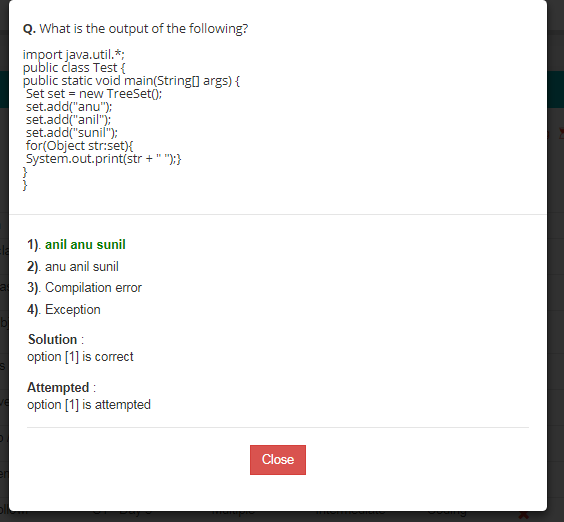 Q. What is the output of the following?
import java.util.*;
public class Test {
public static void main(String[] args) {
Set set = new TreeSet();
set.add("anu");
set.add("anil");
set.add("sunil");
for(Object str:set){
System.out.print(str + " ");}
}
}
1). anil anu sunil
2). anu anil sunil
3). Compilation error
4). Exception
Solution :
option [1] is correct
Attempted :
option [1] is attempted
Close